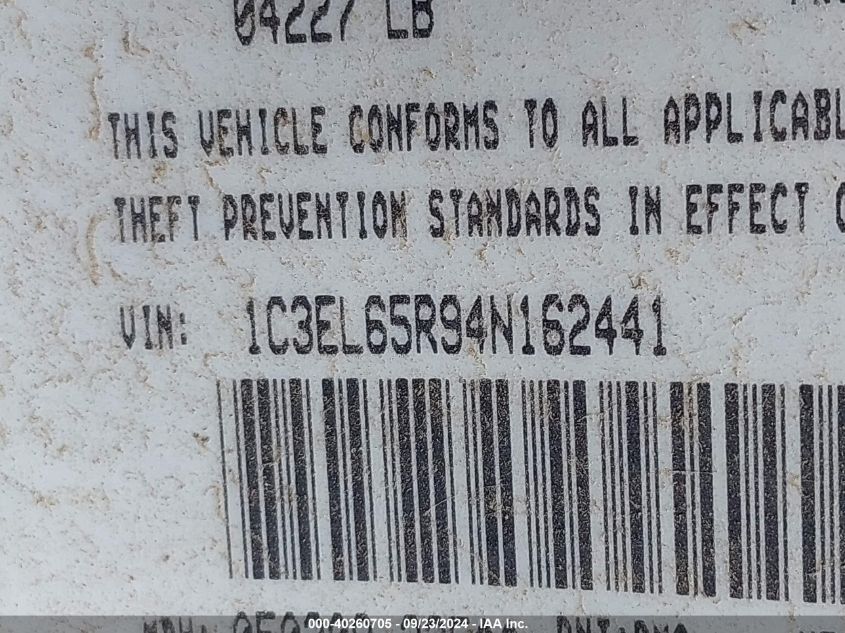 04227 LB
THIS VEHICLE CONFORMS TO ALL APPLICABL
THEFT PREVENTION STANDARDS IN EFFECT
VIN: 1C3EL65R94N162441
000-40260705 - 09/23/2024 - IAA Inc.